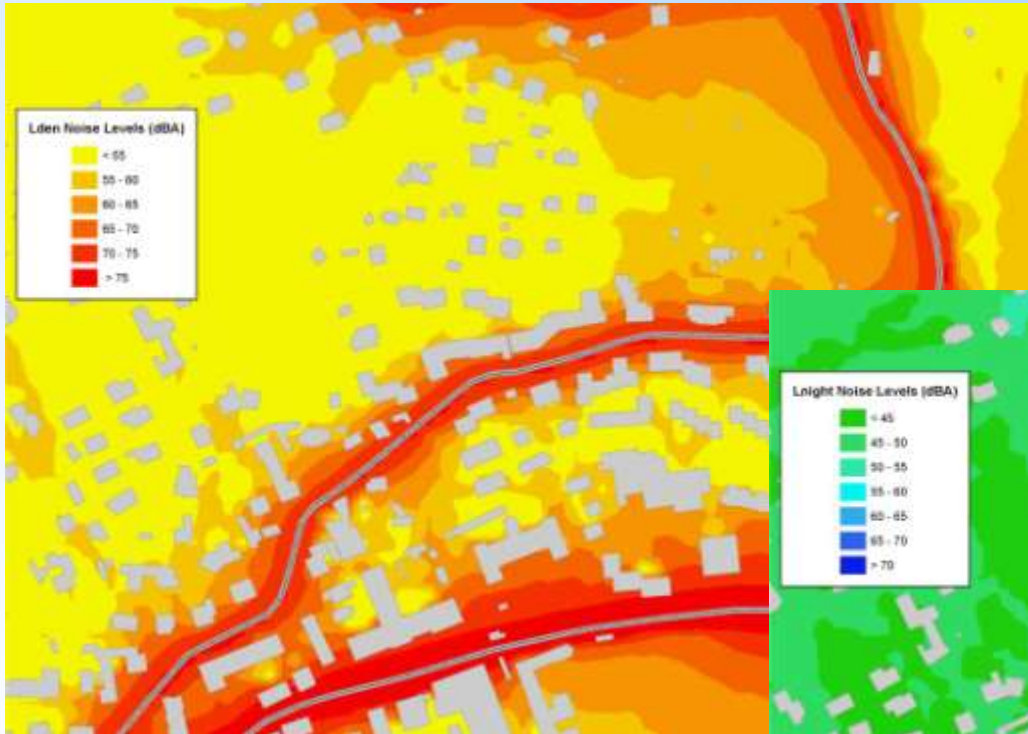 Lden Noise Levels (dBA)
< 55
55 - 60
60 - 65
65 - 70
70 - 75
> 75
Lnight Noise Levels (dBA)
< 45
45 - 50
50 - 55
55 - 60
60 - 65
65 - 70
> 70